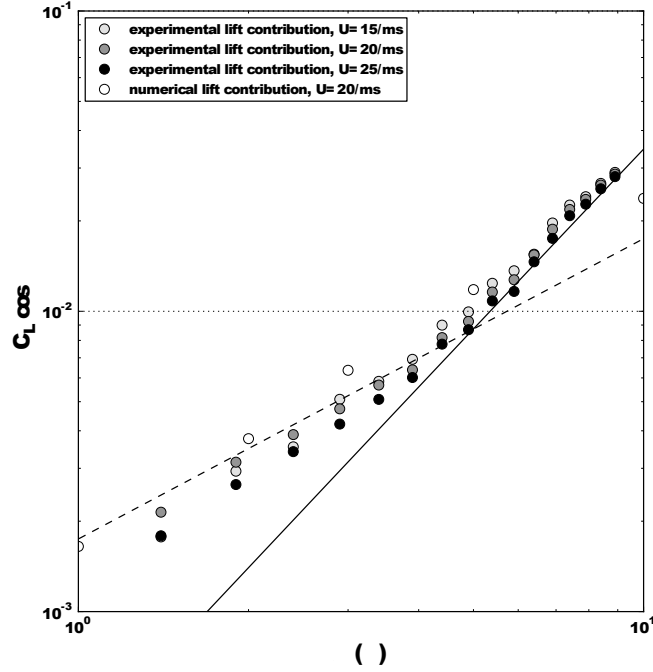 10⁻¹
experimental lift contribution, U= 15/ms
experimental lift contribution, U= 20/ms
experimental lift contribution, U= 25/ms
numerical lift contribution, U= 20/ms
C_L cos
10⁻²
10⁻³
10⁰
10¹
( )